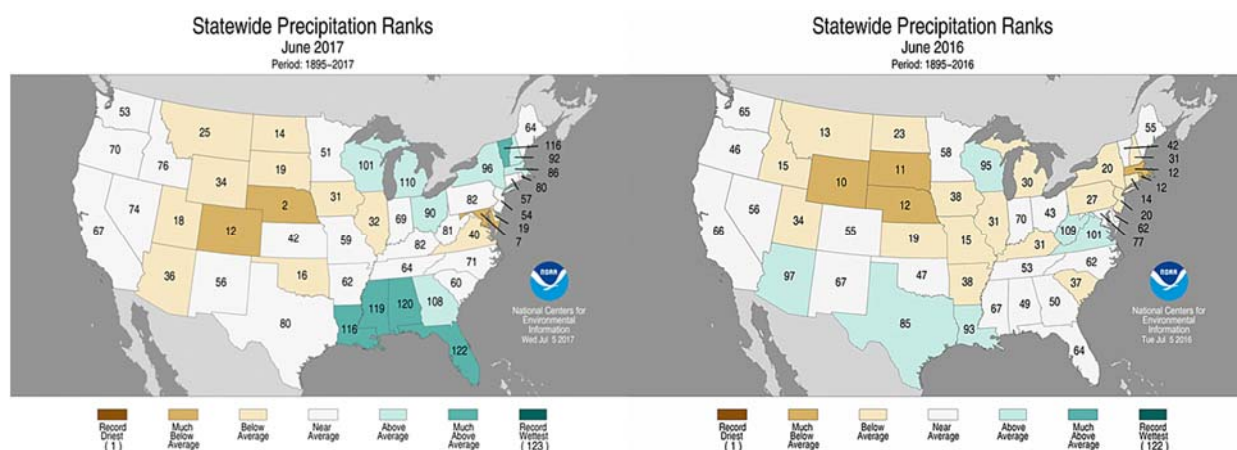 Statewide Precipitation Ranks
June 2017
Period: 1895-2017
53
70
76
67
74
25
34
18
12
36
56
14
19
2
42
16
80
51
31
59
62
116
101
32
110
69
90
82
64
119
120
108
122
60
71
40
81
82
96
64
116
92
86
80
57
54
19
7
NOAA
National Centers for
Environmental
Information
Wed Jul 5 2017
Record
Driest
(1)
Much
Below
Average
Below
Average
Near
Average
Above
Average
Much
Above
Average
Record
Wettest
(123)
Statewide Precipitation Ranks
June 2016
Period: 1895-2016
65
46
15
66
56
13
10
34
55
97
67
23
11
12
19
47
85
58
38
15
38
93
95
31
30
70
43
31
53
67
49
50
64
37
62
101
109
27
20
55
42
31
12
12
14
20
62
77
NOAA
National Centers for
Environmental
Information
Tue Jul 5 2016
Record
Driest
(1)
Much
Below
Average
Below
Average
Near
Average
Above
Average
Much
Above
Average
Record
Wettest
(122)